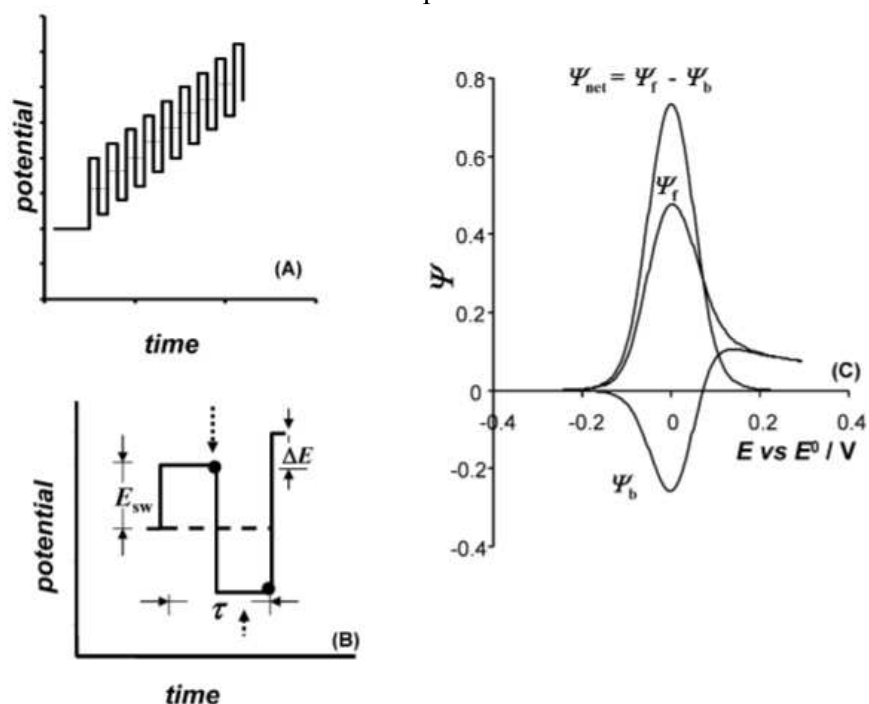 potential
time
(A)
potential
E_sw
ΔE
τ
(B)
time
Ψ_net = Ψ_f - Ψ_b
0.8
0.6
0.4
0.2
0
-0.2
-0.4
Ψ
Ψ_f
Ψ_b
(C)
-0.4
-0.2
0
0.2
0.4
E vs E⁰ / V